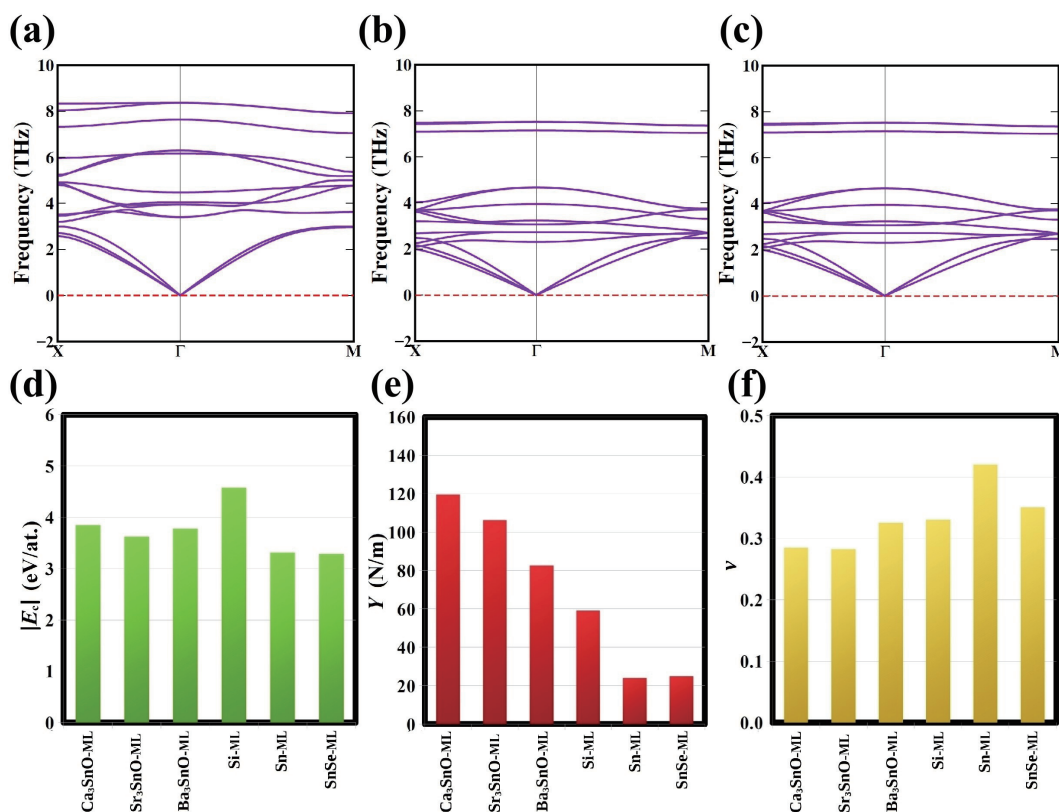 (a)
(b)
(c)
Frequency (THz)
10
8
6
4
2
0
−2
X
Γ
M
Frequency (THz)
10
8
6
4
2
0
−2
X
Γ
M
Frequency (THz)
10
8
6
4
2
0
−2
X
Γ
M
(d)
(e)
(f)
|E_c| (eV/at.)
6
5
4
3
2
1
0
Ca₃SnO-ML
Sr₃SnO-ML
Ba₃SnO-ML
Si-ML
Sn-ML
SnSe-ML
Y (N/m)
160
140
120
100
80
60
40
20
0
Ca₃SnO-ML
Sr₃SnO-ML
Ba₃SnO-ML
Si-ML
Sn-ML
SnSe-ML
ν
0.5
0.4
0.3
0.2
0.1
0.0
Ca₃SnO-ML
Sr₃SnO-ML
Ba₃SnO-ML
Si-ML
Sn-ML
SnSe-ML